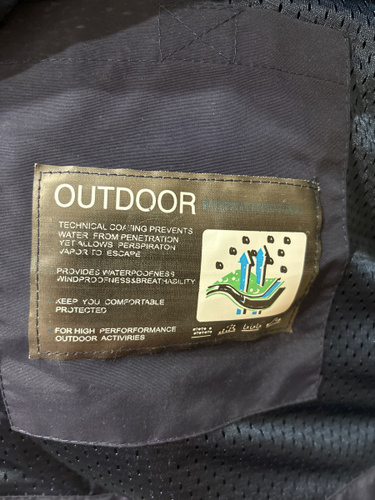 OUTDOOR
TECHNICAL COATING PREVENTS
WATER FROM PENETRATION
YET ALLOWS PERSPIRATON
VAPOR TO ESCAPE
PROVIDES WATERPOOFNESS
WINDPROOFNESS&BREATHABILITY
KEEP YOU COMFORTABLE
PROTECTED
FOR HIGH PERFORFORMANCE
OUTDOOR ACTIVIRIES